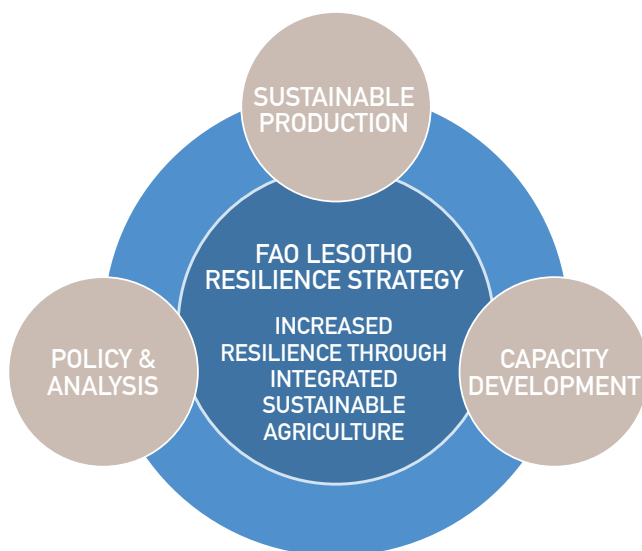 SUSTAINABLE
PRODUCTION
FAO LESOTHO
RESILIENCE STRATEGY
INCREASED
RESILIENCE THROUGH
INTEGRATED
SUSTAINABLE
AGRICULTURE
POLICY &
ANALYSIS
CAPACITY
DEVELOPMENT